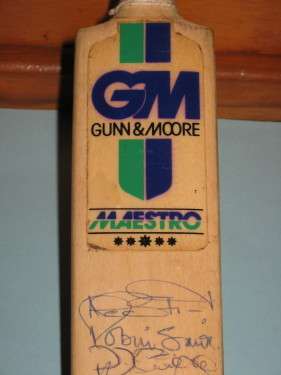 GM
GUNN & MOORE
MAESTRO
Robin Smith